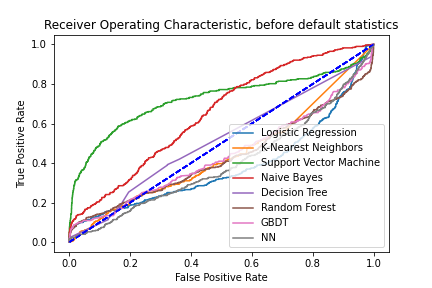 Receiver Operating Characteristic, before default statistics
1.0
0.8
0.6
0.4
0.2
0.0
True Positive Rate
Logistic Regression
K-Nearest Neighbors
Support Vector Machine
Naive Bayes
Decision Tree
Random Forest
GBDT
NN
0.0 0.2 0.4 0.6 0.8 1.0
False Positive Rate